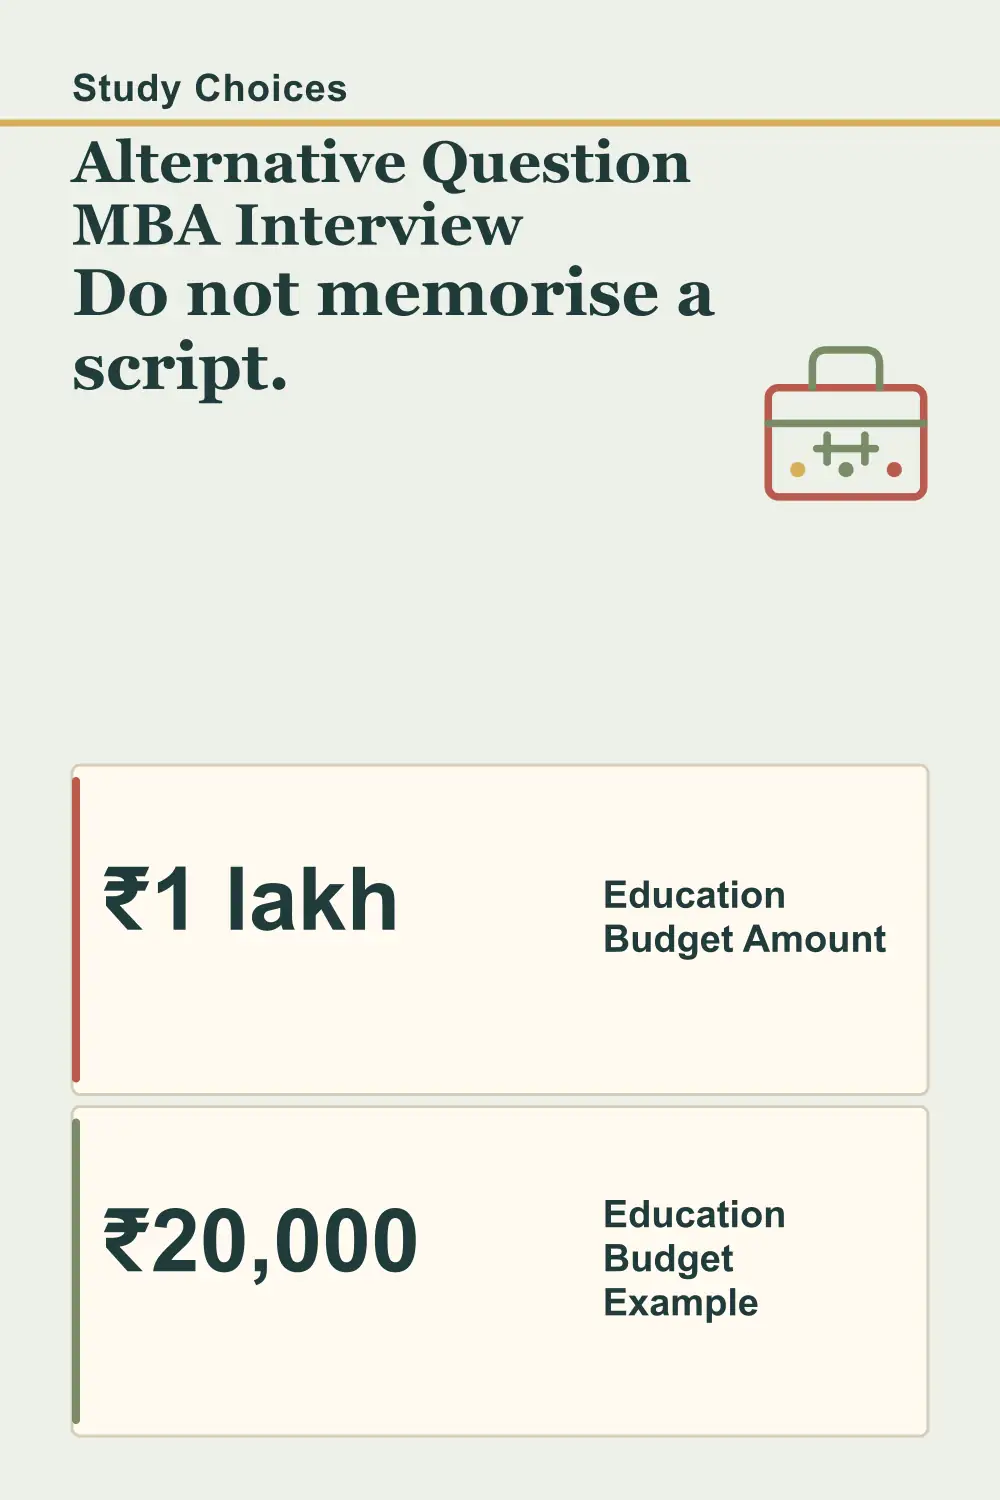 Study Choices
Alternative Question
MBA Interview
Do not memorise a
script.
₹1 lakh
Education
Budget Amount
₹20,000
Education
Budget
Example